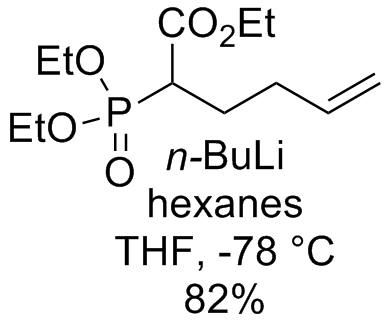 CO₂Et
EtO
EtO
P
O
n-BuLi
hexanes
THF, -78 °C
82%